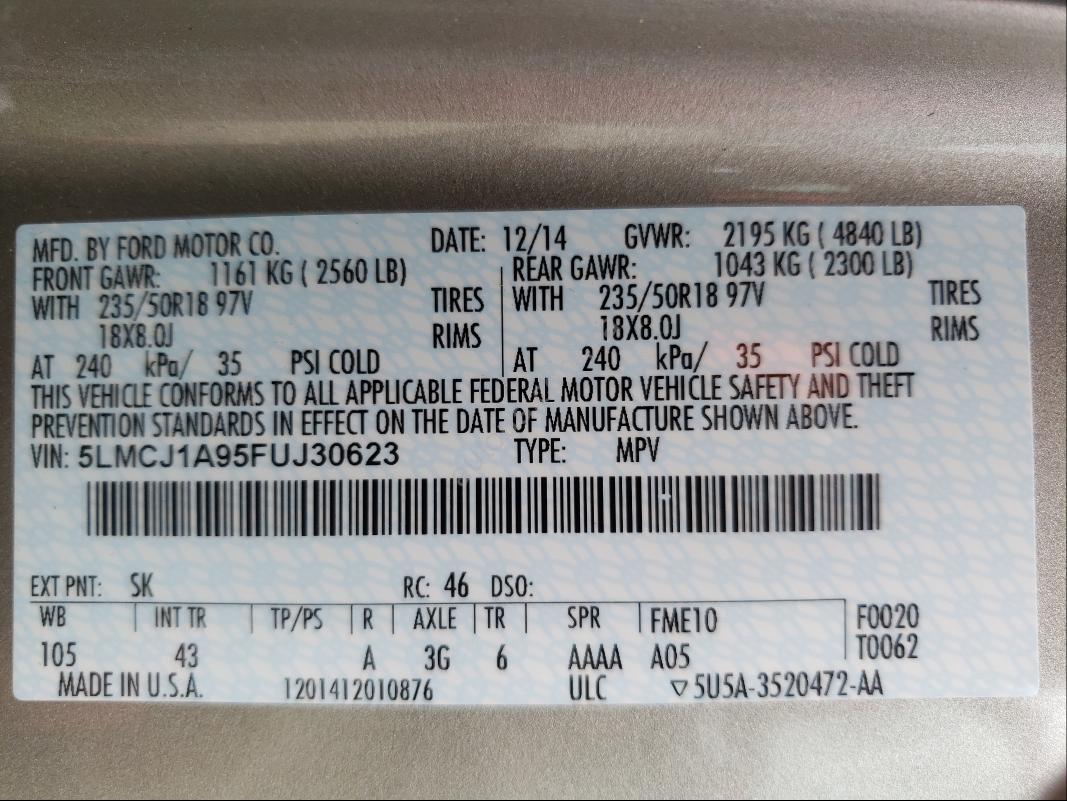 MFD. BY FORD MOTOR CO. DATE: 12/14 GVWR: 2195 KG ( 4840 LB)
FRONT GAWR: 1161 KG ( 2560 LB) REAR GAWR: 1043 KG ( 2300 LB)
WITH 235/50R18 97V TIRES WITH 235/50R18 97V TIRES
18X8.0J RIMS 18X8.0J RIMS
AT 240 kPa/ 35 PSI COLD AT 240 kPa/ 35 PSI COLD
THIS VEHICLE CONFORMS TO ALL APPLICABLE FEDERAL MOTOR VEHICLE SAFETY AND THEFT
PREVENTION STANDARDS IN EFFECT ON THE DATE OF MANUFACTURE SHOWN ABOVE.
VIN: 5LMCJ1A95FUJ30623 TYPE: MPV
EXT PNT: SK RC: 46 DSO:
WB INT TR TP/PS R AXLE TR SPR FME10 F0020
105 43 A 3G 6 AAAA A05 T0062
MADE IN U.S.A. 1201412010876 ULC ▽5U5A-3520472-AA